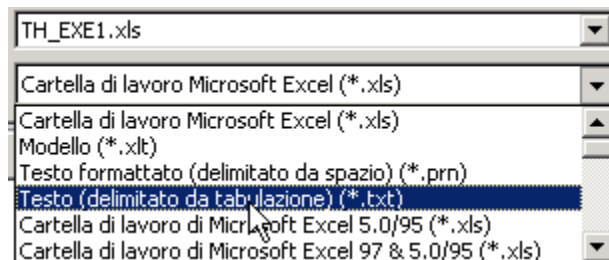 TH_EXE1.xls
Cartella di lavoro Microsoft Excel (*.xls)
Cartella di lavoro Microsoft Excel (*.xls)
Modello (*.xlt)
Testo formattato (delimitato da spazio) (*.prn)
Testo (delimitato da tabulazione) (*.txt)
Cartella di lavoro di Microsoft Excel 5.0/95 (*.xls)
Cartella di lavoro di Microsoft Excel 97 & 5.0/95 (*.xls)